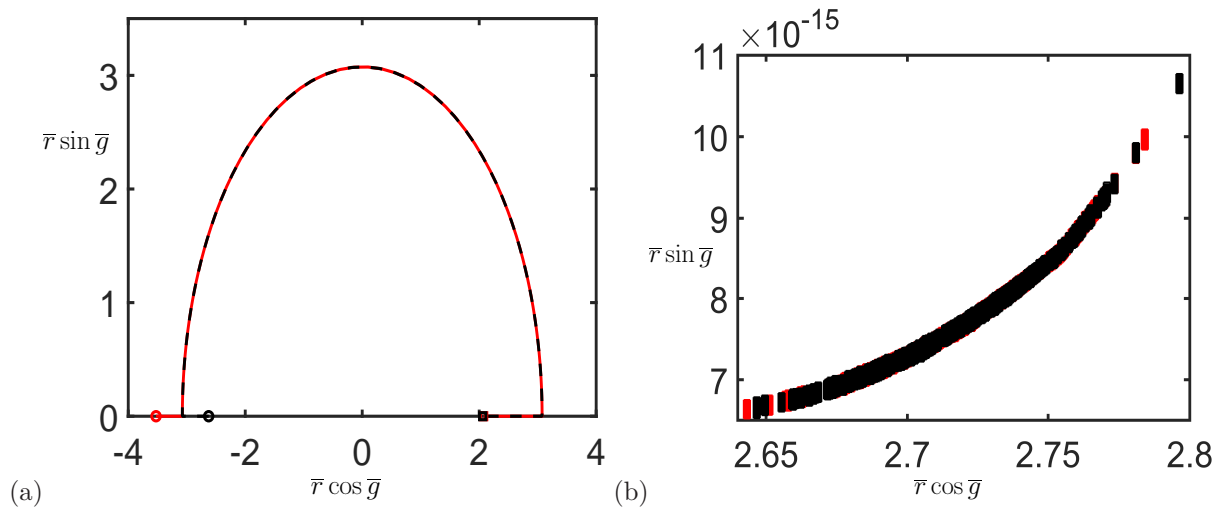 3
2
1
0
r̅ sin g̅
-4 -2 0 2 4
r̅ cos g̅
(a)
×10⁻¹⁵
11
10
9
8
7
r̅ sin g̅
2.65 2.7 2.75 2.8
r̅ cos g̅
(b)